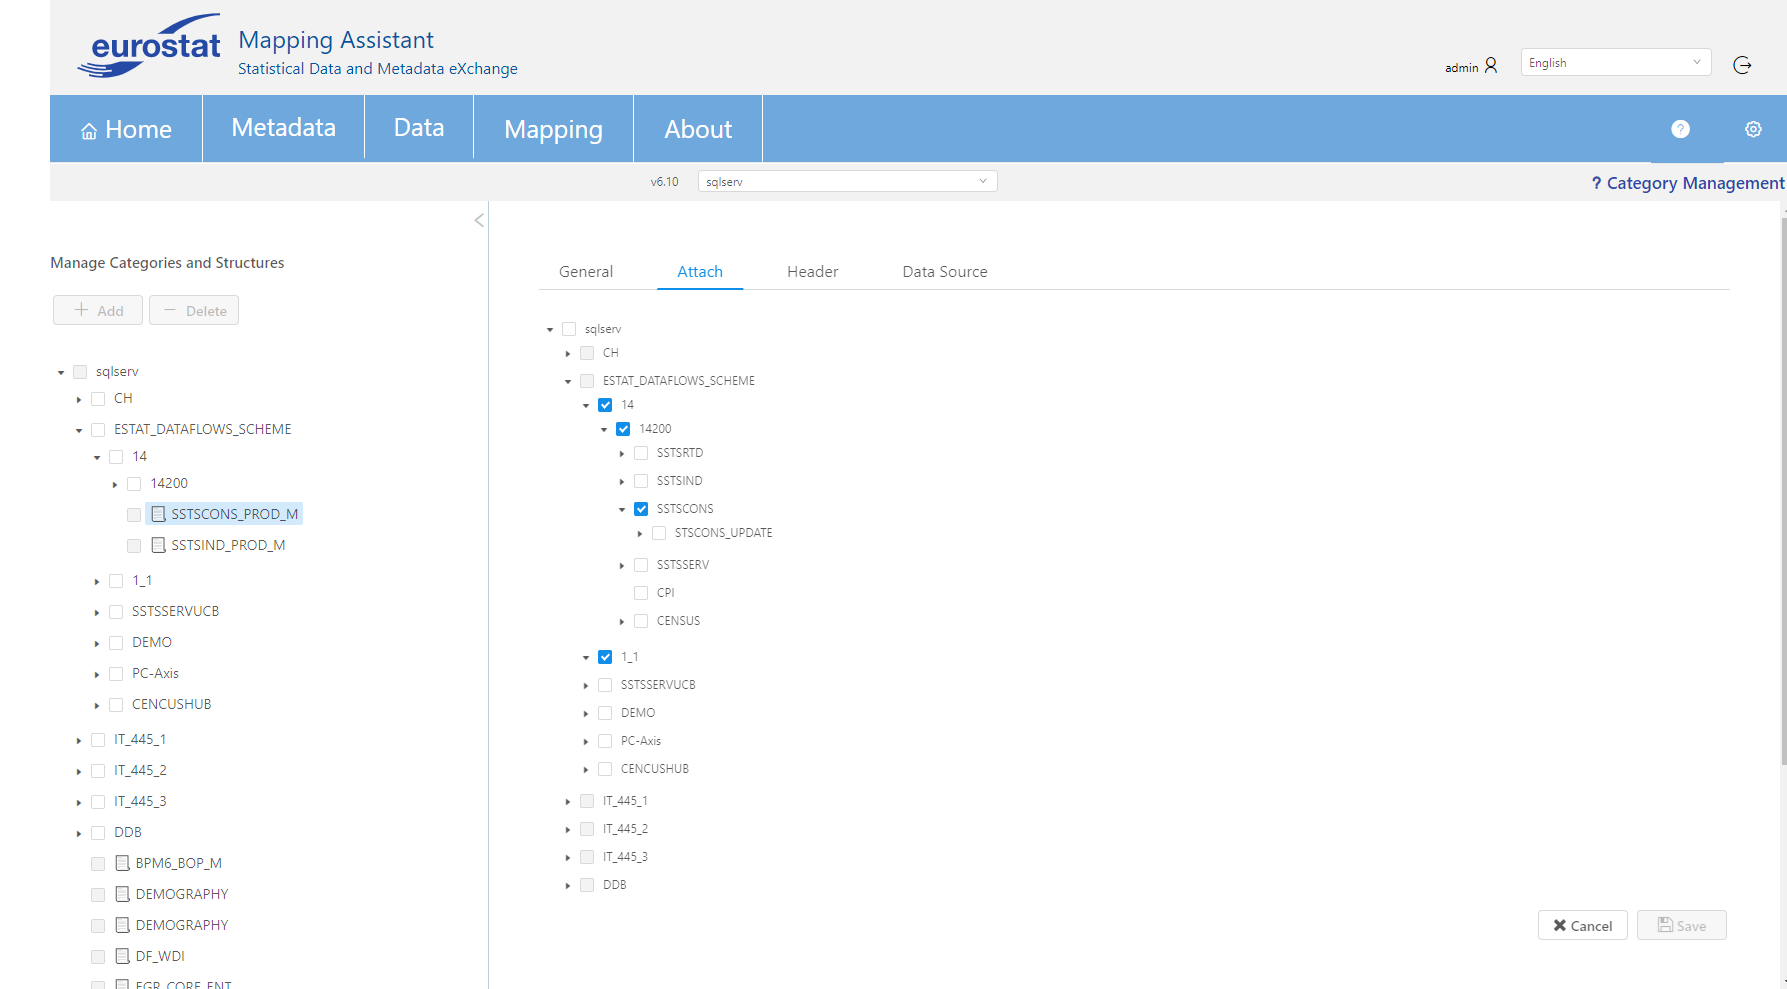 eurostat
Mapping Assistant
Statistical Data and Metadata eXchange
admin
English
Home
Metadata
Data
Mapping
About
?
v6.10
sqlserv
? Category Management
Manage Categories and Structures
+ Add
− Delete
sqlserv
CH
ESTAT_DATAFLOWS_SCHEME
14
14200
SSTSCONS_PROD_M
SSTSIND_PROD_M
1_1
SSTSSERVUCB
DEMO
PC-Axis
CENCUSHUB
IT_445_1
IT_445_2
IT_445_3
DDB
BPM6_BOP_M
DEMOGRAPHY
DEMOGRAPHY
DF_WDI
EGR_CORE_ENT
General
Attach
Header
Data Source
sqlserv
CH
ESTAT_DATAFLOWS_SCHEME
14
14200
SSTSRTD
SSTSIND
SSTSCONS
STSCONS_UPDATE
SSTSSERV
CPI
CENSUS
1_1
SSTSSERVUCB
DEMO
PC-Axis
CENCUSHUB
IT_445_1
IT_445_2
IT_445_3
DDB
Cancel
Save